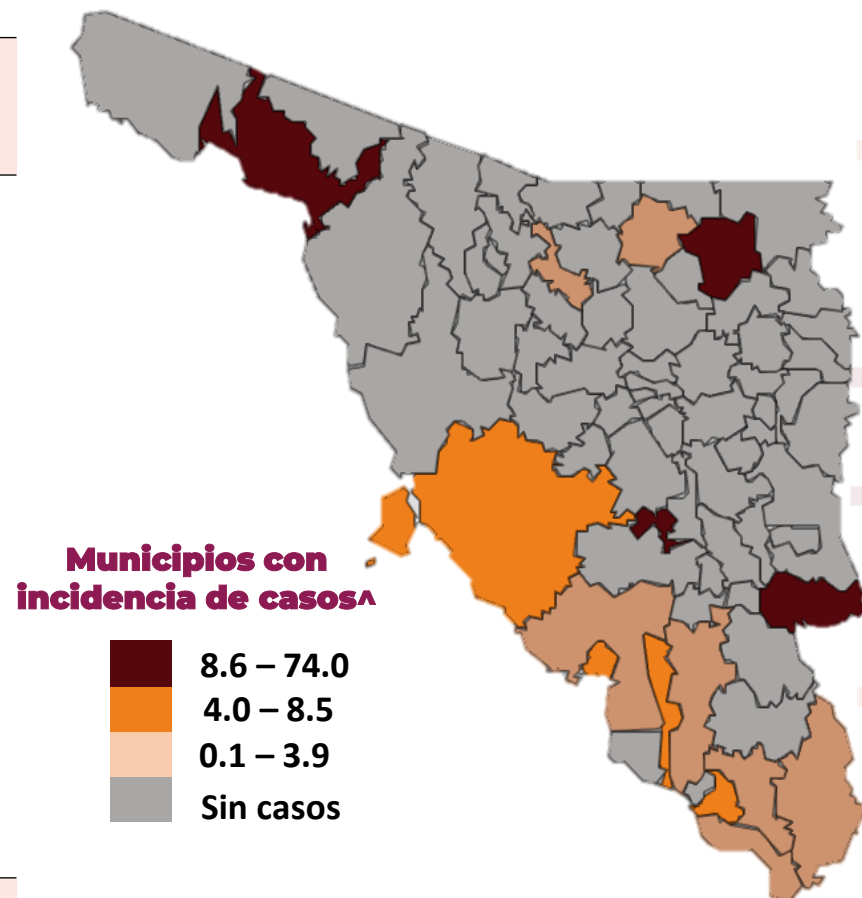 Municipios con
incidencia de casos^
8.6 – 74.0
4.0 – 8.5
0.1 – 3.9
Sin casos